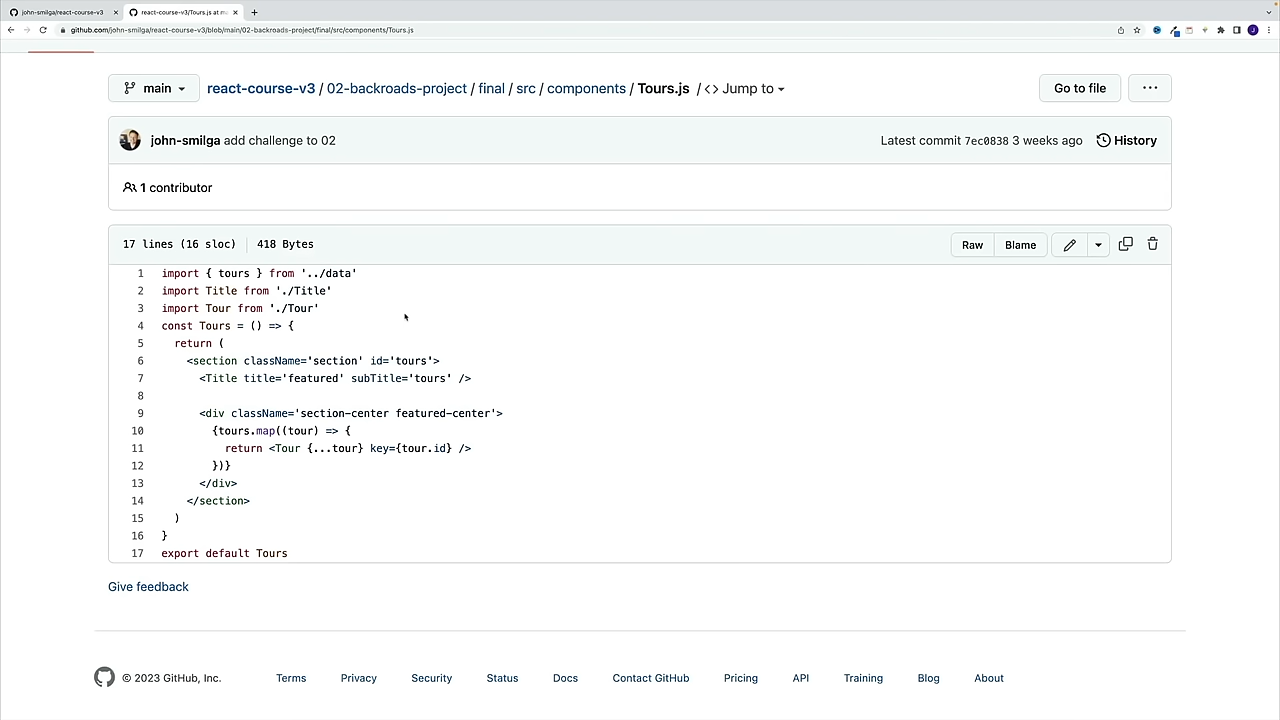 john-smilga/react-course-v3
react-course-v3/Tours.js at m
github.com/john-smilga/react-course-v3/blob/main/02-backroads-project/final/src/components/Tours.js
main
react-course-v3 / 02-backroads-project / final / src / components / Tours.js / <> Jump to
Go to file
...
john-smilga add challenge to 02
Latest commit 7ec0838 3 weeks ago
History
1 contributor
17 lines (16 sloc)
418 Bytes
Raw
Blame
1 import { tours } from '../data'
2 import Title from './Title'
3 import Tour from './Tour'
4 const Tours = () => {
5 return (
6 <section className='section' id='tours'>
7 <Title title='featured' subTitle='tours' />
8
9 <div className='section-center featured-center'>
10 {tours.map((tour) => {
11 return <Tour {...tour} key={tour.id} />
12 })}
13 </div>
14 </section>
15 )
16 }
17 export default Tours
Give feedback
© 2023 GitHub, Inc.
Terms
Privacy
Security
Status
Docs
Contact GitHub
Pricing
API
Training
Blog
About